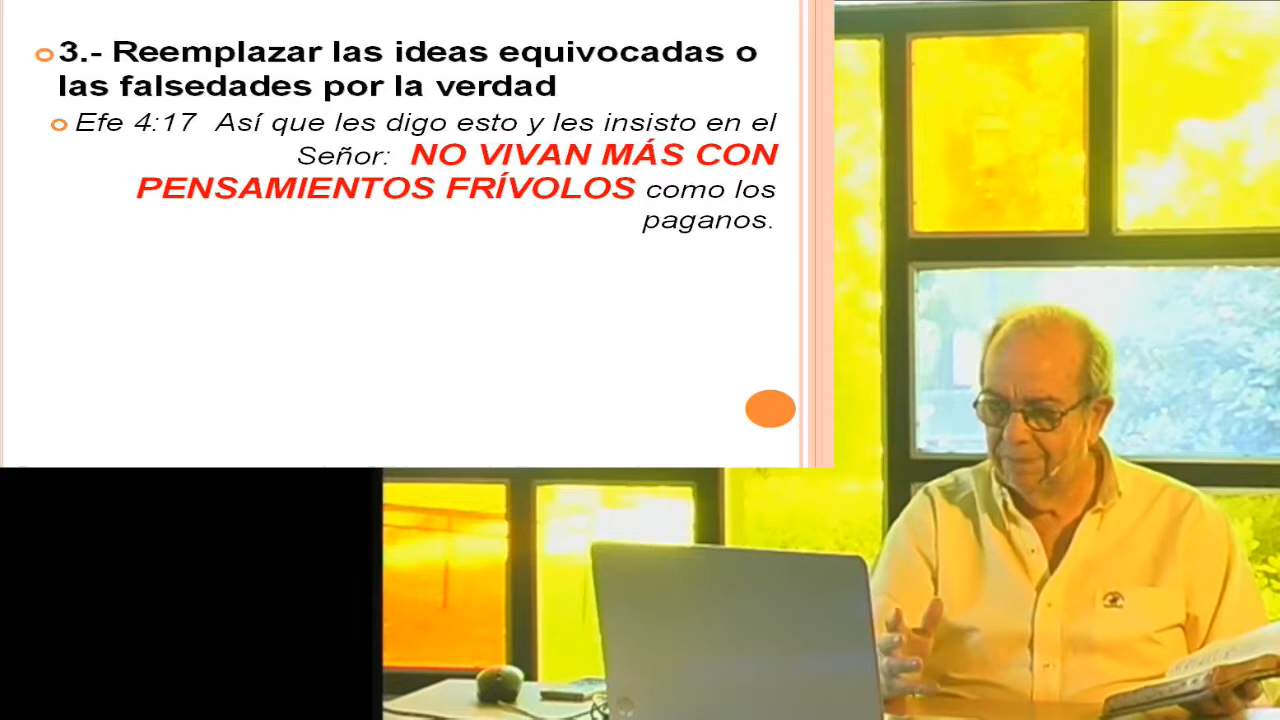 3.- Reemplazar las ideas equivocadas o
las falsedades por la verdad
Efe 4:17 Así que les digo esto y les insisto en el
Señor: NO VIVAN MÁS CON
PENSAMIENTOS FRÍVOLOS como los
paganos.